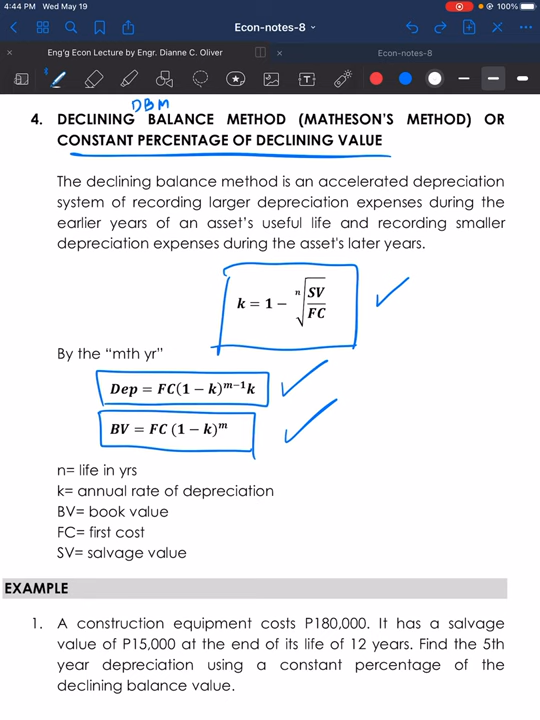 4:44 PM Wed May 19
100%
Econ-notes-8
Eng'g Econ Lecture by Engr. Dianne C. Oliver
Econ-notes-8
DBM
4. DECLINING BALANCE METHOD (MATHESON'S METHOD) OR
CONSTANT PERCENTAGE OF DECLINING VALUE
The declining balance method is an accelerated depreciation
system of recording larger depreciation expenses during the
earlier years of an asset's useful life and recording smaller
depreciation expenses during the asset's later years.
k = 1 − ⁿ√(SV/FC)
By the "mth yr"
Dep = FC(1 − k)ᵐ⁻¹k
BV = FC (1 − k)ᵐ
n= life in yrs
k= annual rate of depreciation
BV= book value
FC= first cost
SV= salvage value
EXAMPLE
1. A construction equipment costs P180,000. It has a salvage
value of P15,000 at the end of its life of 12 years. Find the 5th
year depreciation using a constant percentage of the
declining balance value.